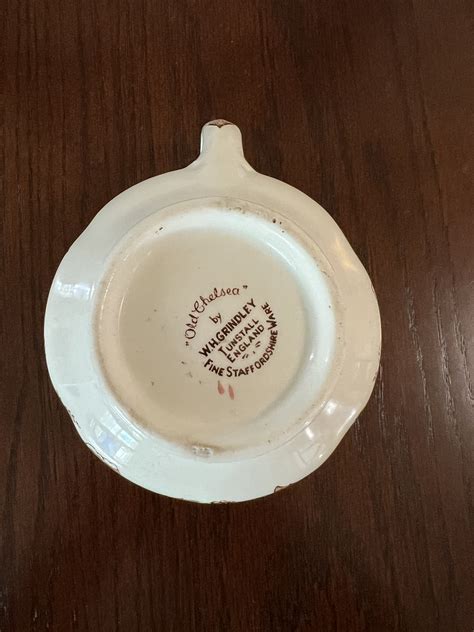 "Old Chelsea"
by
W.H.GRINDLEY
TUNSTALL
ENGLAND
FINE STAFFORDSHIRE WARE